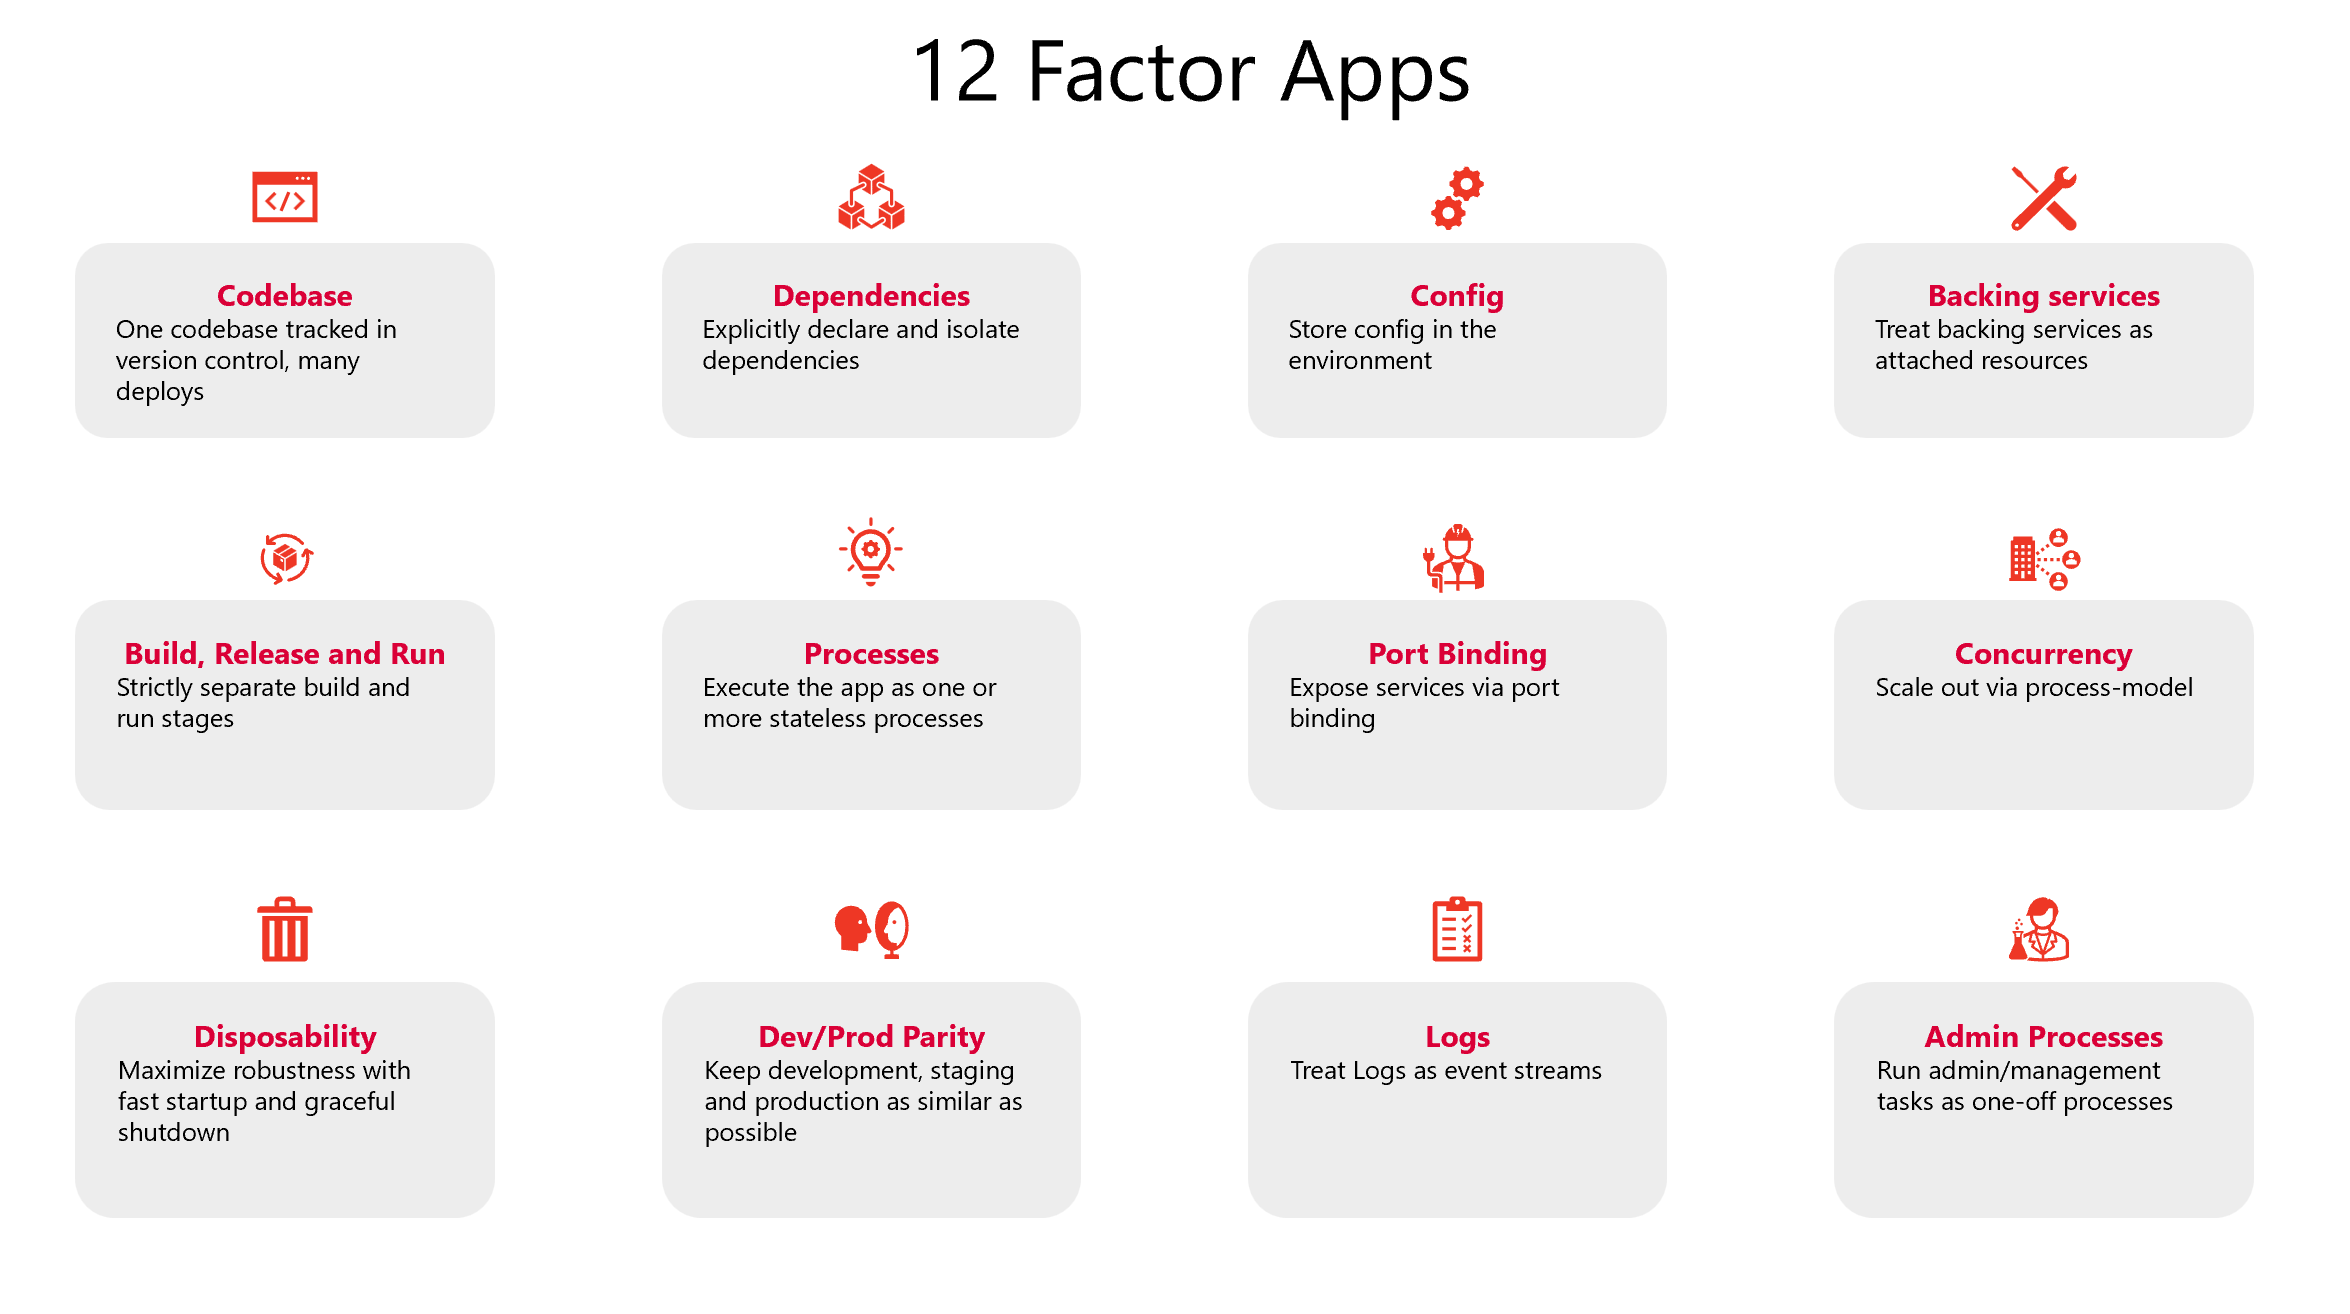 12 Factor Apps
Codebase
One codebase tracked in
version control, many
deploys
Dependencies
Explicitly declare and isolate
dependencies
Config
Store config in the
environment
Backing services
Treat backing services as
attached resources
Build, Release and Run
Strictly separate build and
run stages
Processes
Execute the app as one or
more stateless processes
Port Binding
Expose services via port
binding
Concurrency
Scale out via process-model
Disposability
Maximize robustness with
fast startup and graceful
shutdown
Dev/Prod Parity
Keep development, staging
and production as similar as
possible
Logs
Treat Logs as event streams
Admin Processes
Run admin/management
tasks as one-off processes